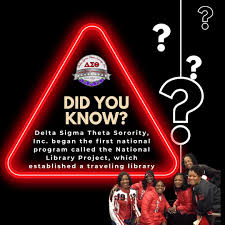 ΔΣΘ
DID YOU
KNOW?
Delta Sigma Theta Sorority,
Inc. began the first national
program called the National
Library Project, which
established a traveling library
?
?
?